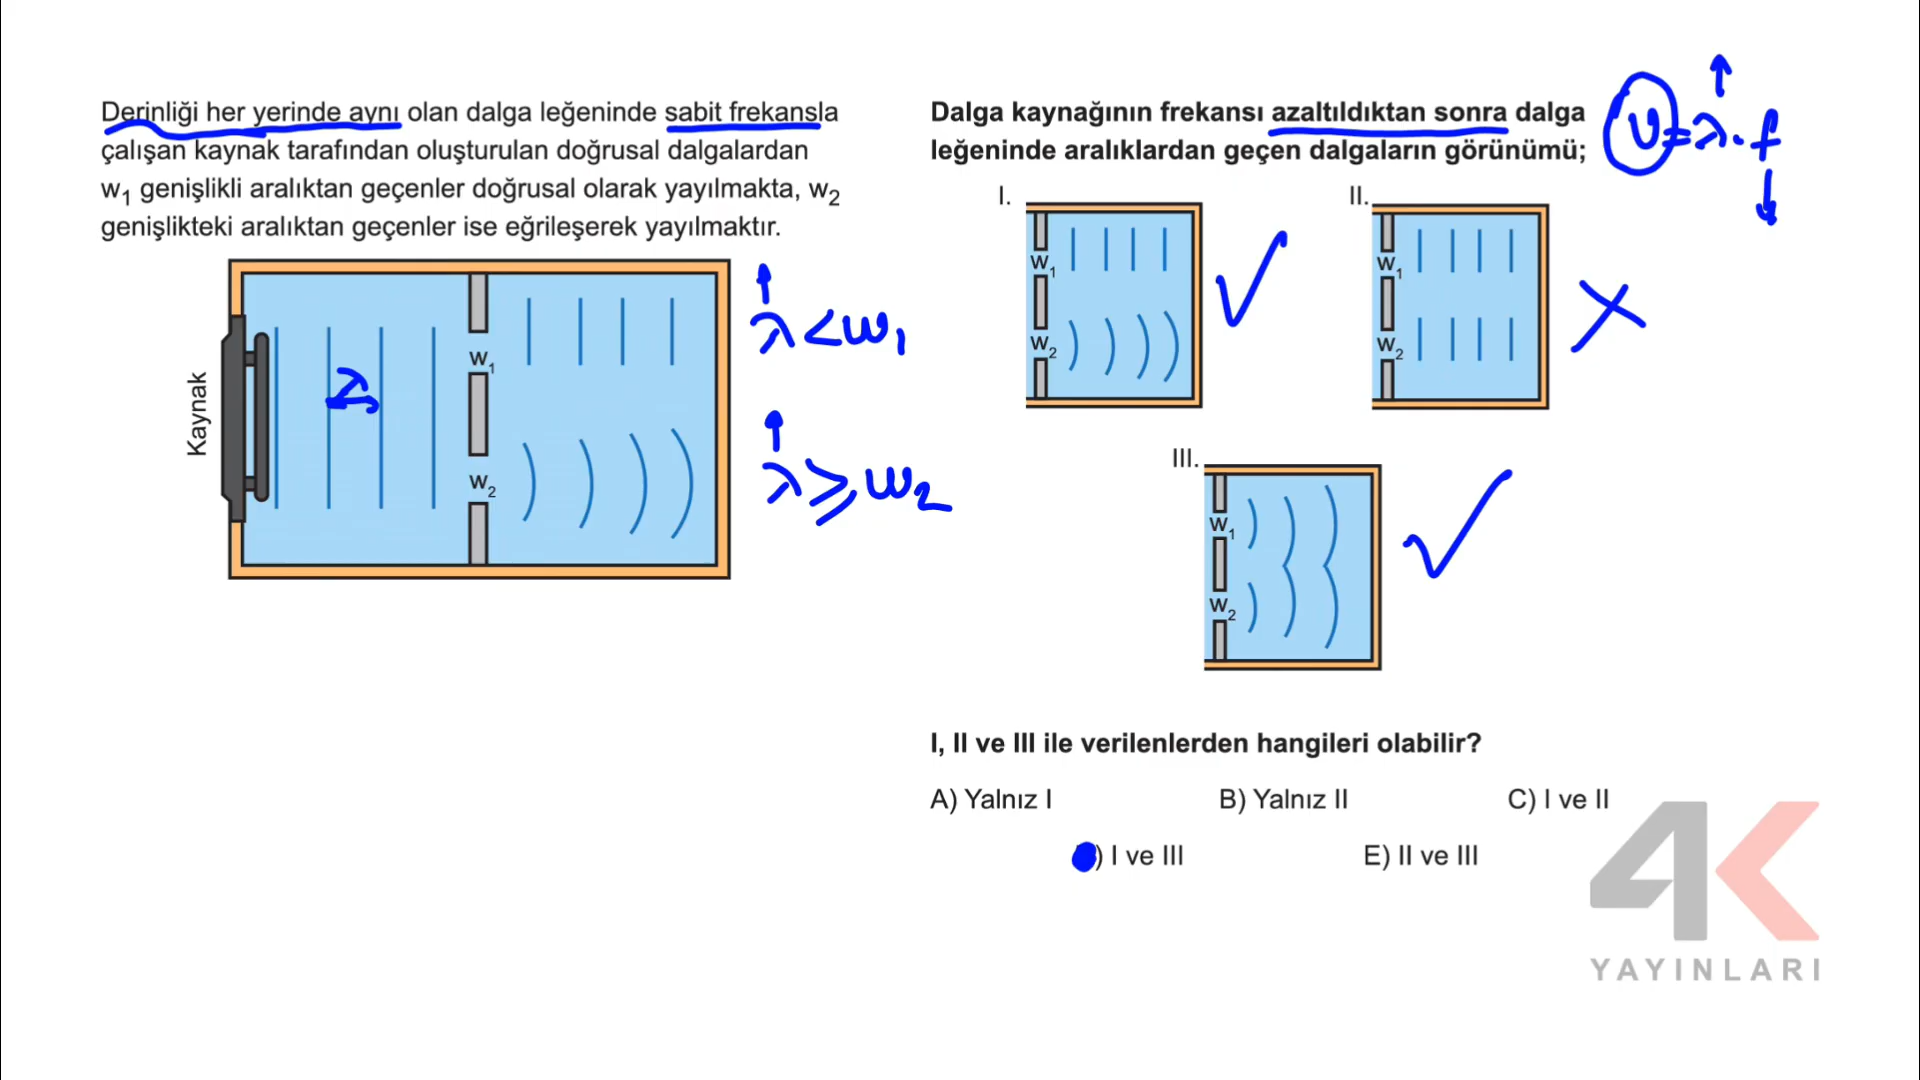 Derinliği her yerinde aynı olan dalga leğeninde sabit frekansla
çalışan kaynak tarafından oluşturulan doğrusal dalgalardan
w1 genişlikli aralıktan geçenler doğrusal olarak yayılmakta, w2
genişlikteki aralıktan geçenler ise eğrileşerek yayılmaktır.
Kaynak
λ
w1
w2
λ < w1
λ ≥ w2
Dalga kaynağının frekansı azaltıldıktan sonra dalga
leğeninde aralıklardan geçen dalgaların görünümü;
υ = λ . f
I.
w1
w2
II.
w1
w2
III.
w1
w2
I, II ve III ile verilenlerden hangileri olabilir?
A) Yalnız I B) Yalnız II C) I ve II
) I ve III E) II ve III
4K
YAYINLARI